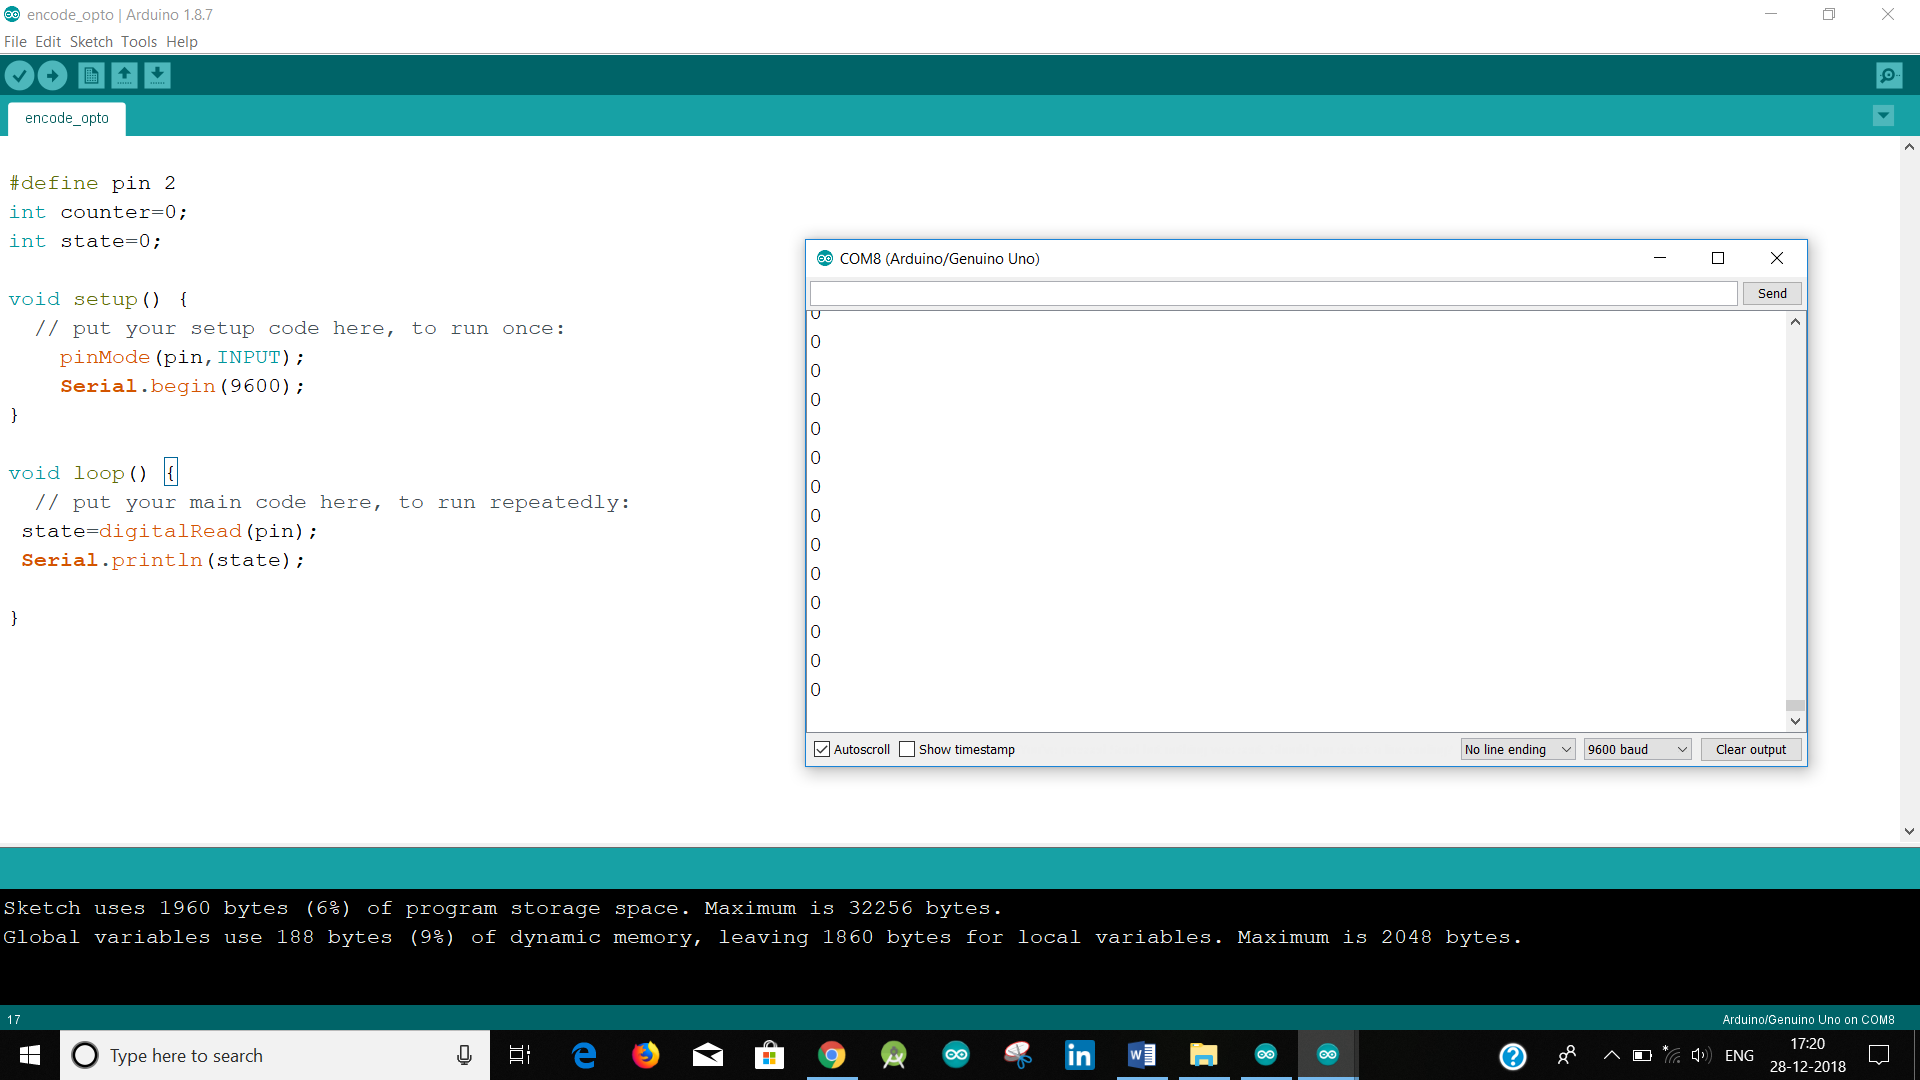 encode_opto | Arduino 1.8.7
File Edit Sketch Tools Help
encode_opto
#define pin 2
int counter=0;
int state=0;
void setup() {
// put your setup code here, to run once:
pinMode(pin,INPUT);
Serial.begin(9600);
}
void loop() {
// put your main code here, to run repeatedly:
state=digitalRead(pin);
Serial.println(state);
}
COM8 (Arduino/Genuino Uno)
Send
0
0
0
0
0
0
0
0
0
0
0
0
0
0
Autoscroll Show timestamp No line ending 9600 baud Clear output
Sketch uses 1960 bytes (6%) of program storage space. Maximum is 32256 bytes.
Global variables use 188 bytes (9%) of dynamic memory, leaving 1860 bytes for local variables. Maximum is 2048 bytes.
17 Arduino/Genuino Uno on COM8
Type here to search
ENG
17:20
28-12-2018